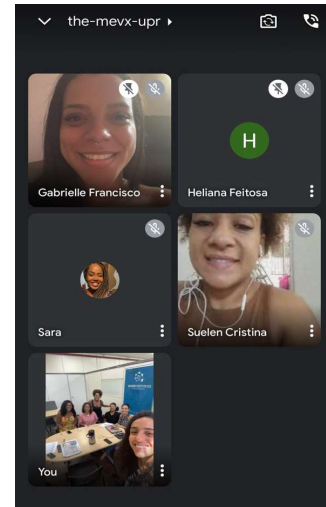 the-mevx-upr
H
Gabrielle Francisco
Heliana Feitosa
Sara
Suelen Cristina
You